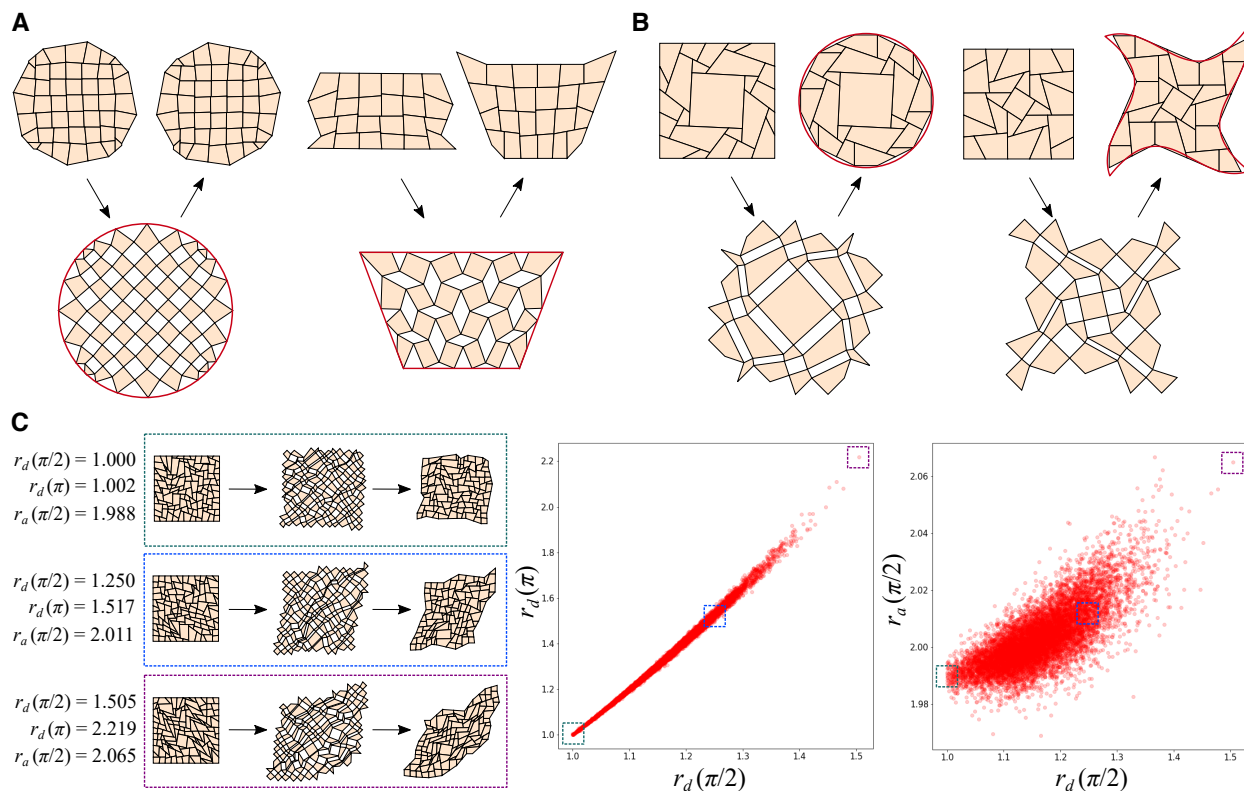 A
B
C
r_d(π/2) = 1.000
r_d(π) = 1.002
r_a(π/2) = 1.988
r_d(π/2) = 1.250
r_d(π) = 1.517
r_a(π/2) = 2.011
r_d(π/2) = 1.505
r_d(π) = 2.219
r_a(π/2) = 2.065
r_d(π)
2.2
2.0
1.8
1.6
1.4
1.2
1.0
1.0 1.1 1.2 1.3 1.4 1.5
r_d(π/2)
r_a(π/2)
2.06
2.04
2.02
2.00
1.98
1.0 1.1 1.2 1.3 1.4 1.5
r_d(π/2)